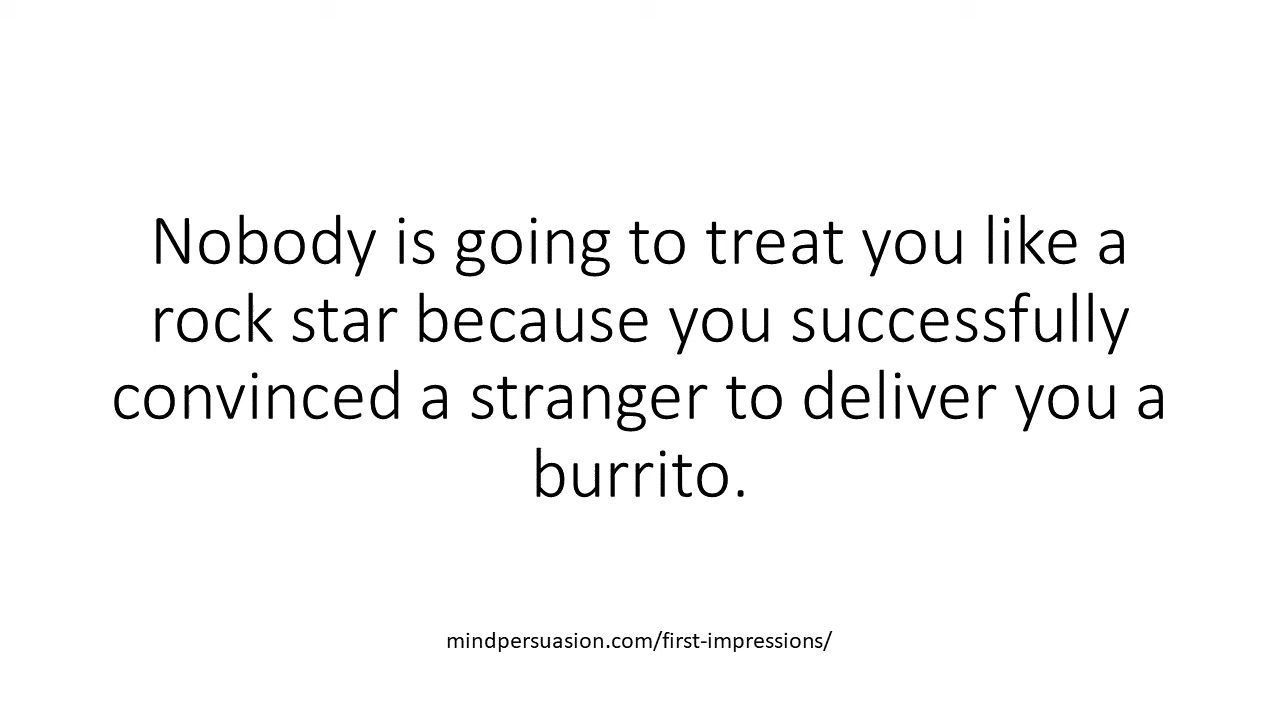 Nobody is going to treat you like a
rock star because you successfully
convinced a stranger to deliver you a
burrito.
mindpersuasion.com/first-impressions/